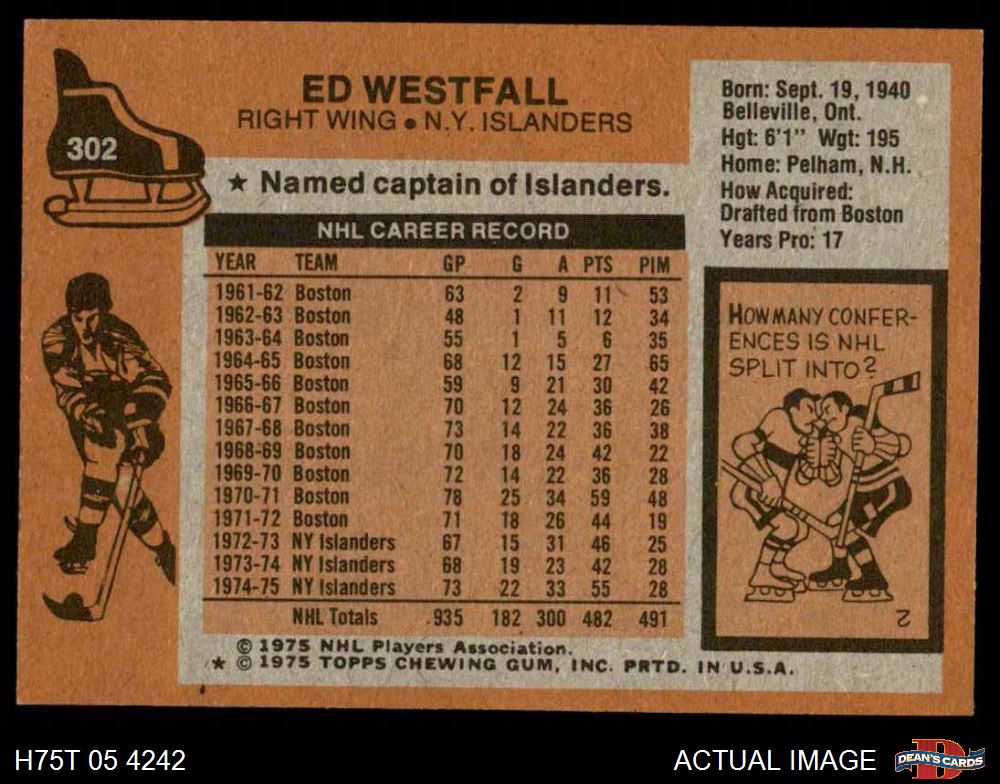 302
ED WESTFALL
RIGHT WING • N.Y. ISLANDERS
★ Named captain of Islanders.
Born: Sept. 19, 1940
Belleville, Ont.
Hgt: 6'1" Wgt: 195
Home: Pelham, N.H.
How Acquired:
Drafted from Boston
Years Pro: 17
NHL CAREER RECORD
YEAR TEAM GP G A PTS PIM
1961-62 Boston 63 2 9 11 53
1962-63 Boston 48 1 11 12 34
1963-64 Boston 55 1 5 6 35
1964-65 Boston 68 12 15 27 65
1965-66 Boston 59 9 21 30 42
1966-67 Boston 70 12 24 36 26
1967-68 Boston 73 14 22 36 38
1968-69 Boston 70 18 24 42 22
1969-70 Boston 72 14 22 36 28
1970-71 Boston 78 25 34 59 48
1971-72 Boston 71 18 26 44 19
1972-73 NY Islanders 67 15 31 46 25
1973-74 NY Islanders 68 19 23 42 28
1974-75 NY Islanders 73 22 33 55 28
NHL Totals 935 182 300 482 491
HOW MANY CONFER-
ENCES IS NHL
SPLIT INTO?
2
© 1975 NHL Players Association.
★ © 1975 TOPPS CHEWING GUM, INC. PRTD. IN U.S.A.
H75T 05 4242
ACTUAL IMAGE
D
DEAN'S CARDS